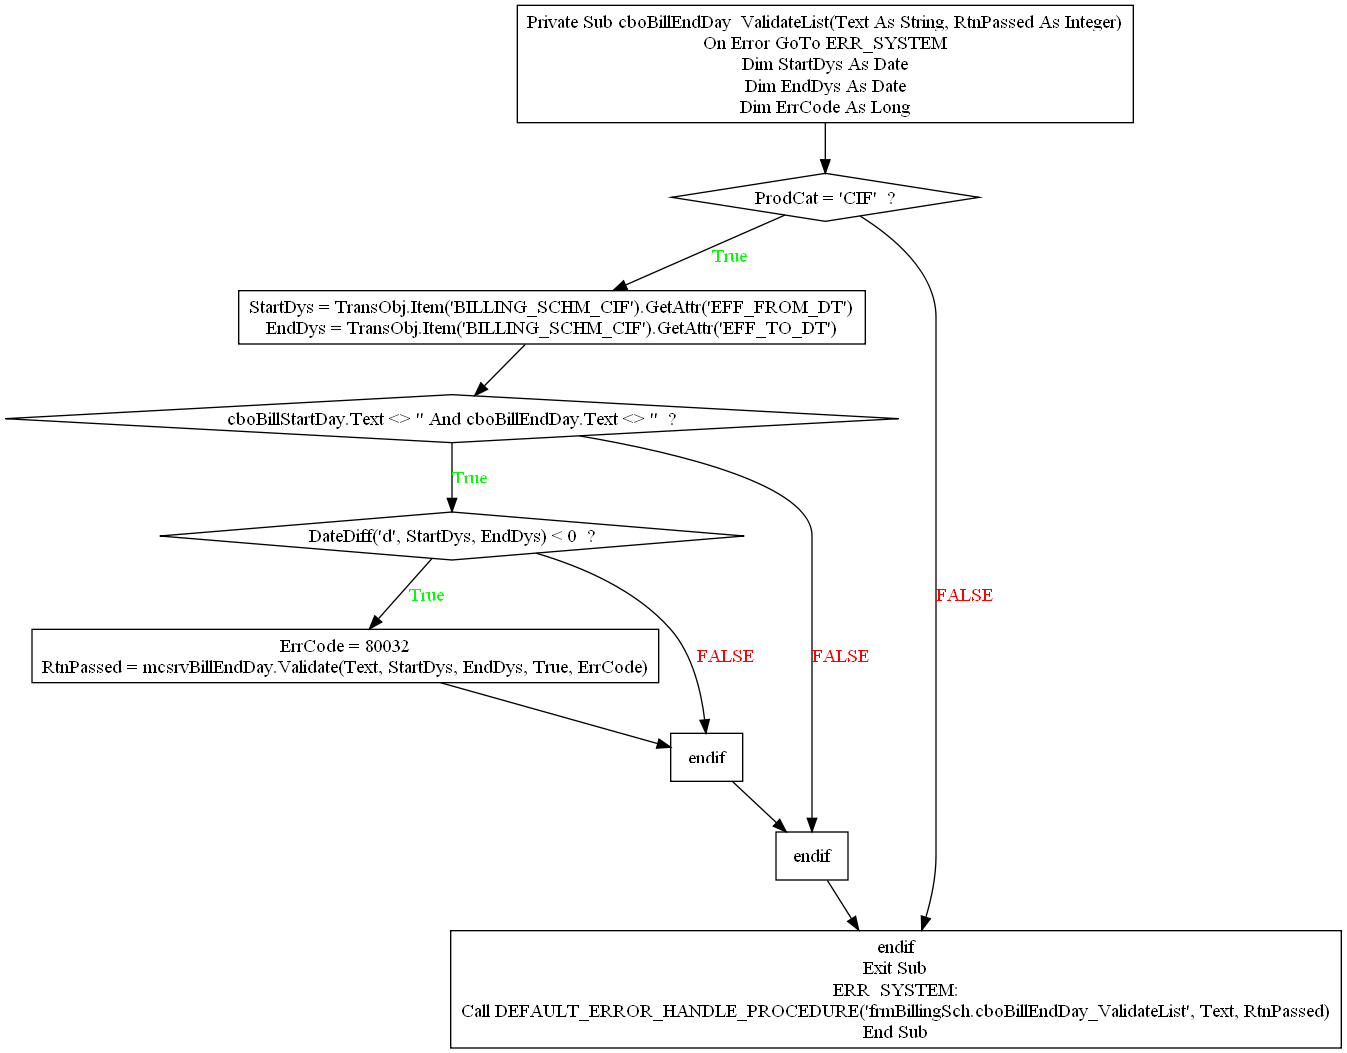 Private Sub cboBillEndDay_ValidateList(Text As String, RtnPassed As Integer)
On Error GoTo ERR_SYSTEM
Dim StartDys As Date
Dim EndDys As Date
Dim ErrCode As Long
ProdCat = 'CIF'  ?
True
StartDys = TransObj.Item('BILLING_SCHM_CIF').GetAttr('EFF_FROM_DT')
EndDys = TransObj.Item('BILLING_SCHM_CIF').GetAttr('EFF_TO_DT')
cboBillStartDay.Text <> '' And cboBillEndDay.Text <> ''  ?
True
DateDiff('d', StartDys, EndDys) < 0  ?
True
FALSE
ErrCode = 80032
RtnPassed = mcsrvBillEndDay.Validate(Text, StartDys, EndDys, True, ErrCode)
FALSE
FALSE
endif
endif
endif
Exit Sub
ERR_SYSTEM:
Call DEFAULT_ERROR_HANDLE_PROCEDURE('frmBillingSch.cboBillEndDay_ValidateList', Text, RtnPassed)
End Sub